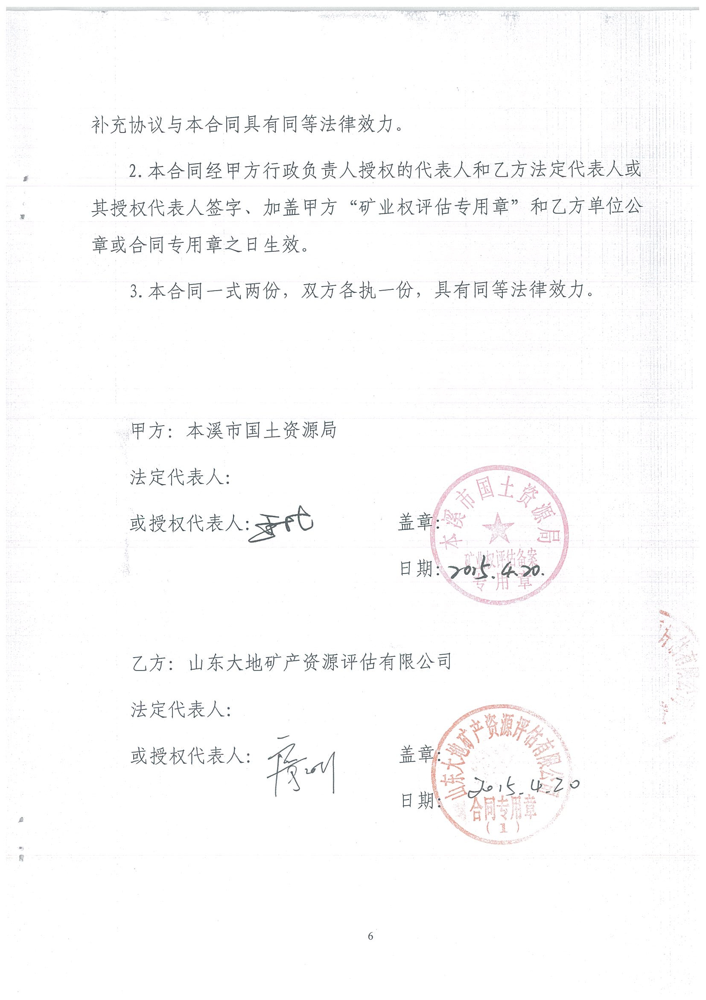 补充协议与本合同具有同等法律效力。
2.本合同经甲方行政负责人授权的代表人和乙方法定代表人或
其授权代表人签字、加盖甲方“矿业权评估专用章”和乙方单位公
章或合同专用章之日生效。
3.本合同一式两份，双方各执一份，具有同等法律效力。
甲方：本溪市国土资源局
法定代表人：
或授权代表人：
盖章：
本溪市国土资源局
矿业权评估备案
专用章
日期：2015.4.20.
乙方：山东大地矿产资源评估有限公司
法定代表人：
或授权代表人：
盖章：
山东大地矿产资源评估有限公司
日期：2015.4.20
合同专用章
（1）
6